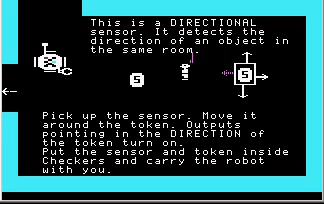 This is a DIRECTIONAL
sensor. It detects the
direction of an object in
the same room.
S
S
Pick up the sensor. Move it
around the token. Outputs
pointing in the DIRECTION of
the token turn on.
Put the sensor and token inside
Checkers and carry the robot
with you.